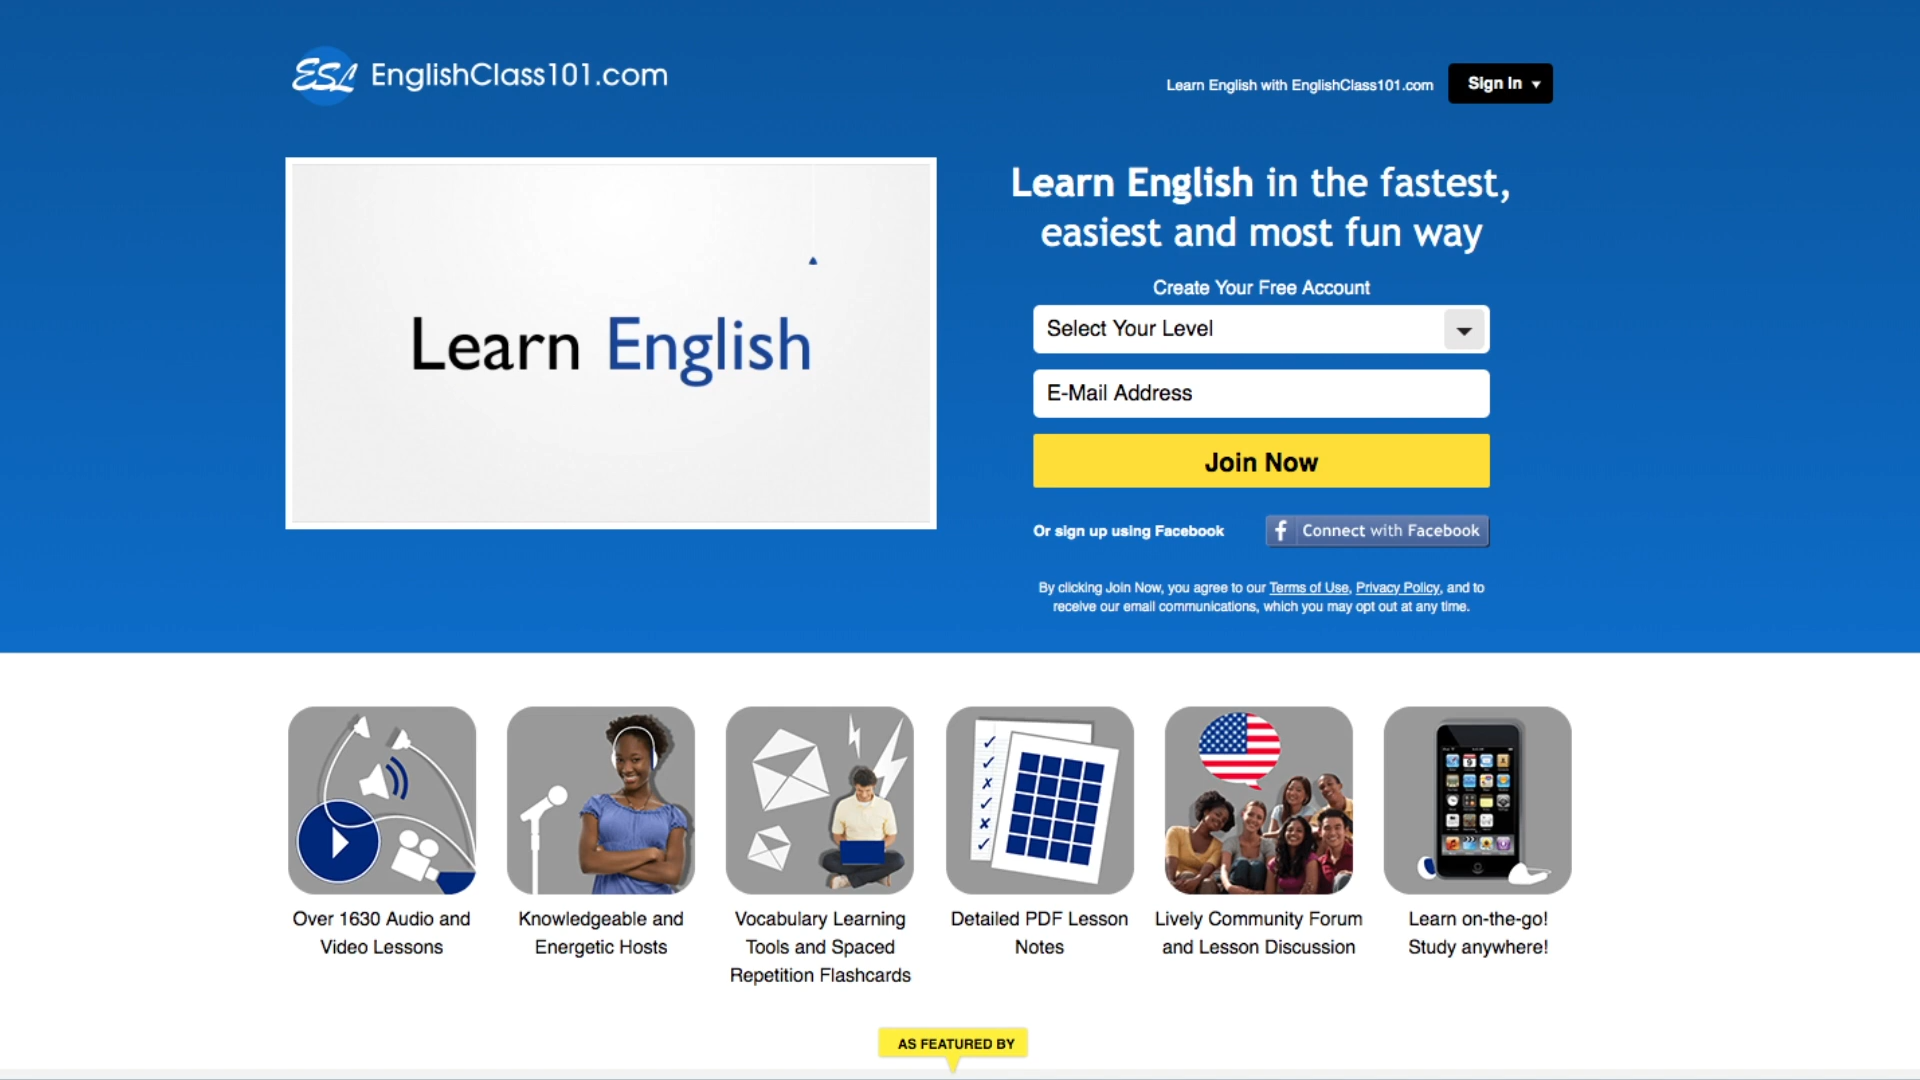 ESL EnglishClass101.com
Learn English with EnglishClass101.com
Sign In
Learn English
Learn English in the fastest,
easiest and most fun way
Create Your Free Account
Select Your Level
E-Mail Address
Join Now
Or sign up using Facebook
f Connect with Facebook
By clicking Join Now, you agree to our Terms of Use, Privacy Policy, and to
receive our email communications, which you may opt out at any time.
Over 1630 Audio and
Video Lessons
Knowledgeable and
Energetic Hosts
Vocabulary Learning
Tools and Spaced
Repetition Flashcards
Detailed PDF Lesson
Notes
Lively Community Forum
and Lesson Discussion
Learn on-the-go!
Study anywhere!
AS FEATURED BY